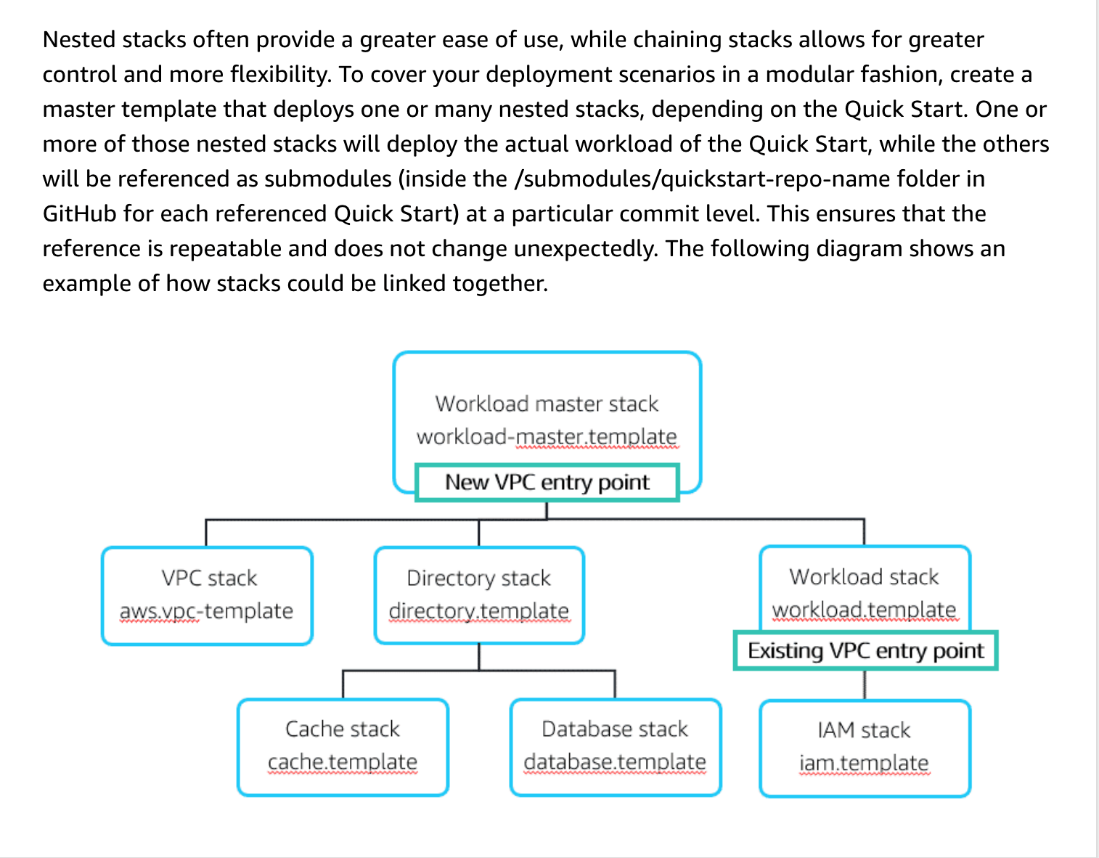 Nested stacks often provide a greater ease of use, while chaining stacks allows for greater
control and more flexibility. To cover your deployment scenarios in a modular fashion, create a
master template that deploys one or many nested stacks, depending on the Quick Start. One or
more of those nested stacks will deploy the actual workload of the Quick Start, while the others
will be referenced as submodules (inside the /submodules/quickstart-repo-name folder in
GitHub for each referenced Quick Start) at a particular commit level. This ensures that the
reference is repeatable and does not change unexpectedly. The following diagram shows an
example of how stacks could be linked together.
Workload master stack
workload-master.template
New VPC entry point
VPC stack
aws.vpc-template
Directory stack
directory.template
Workload stack
workload.template
Existing VPC entry point
Cache stack
cache.template
Database stack
database.template
IAM stack
iam.template